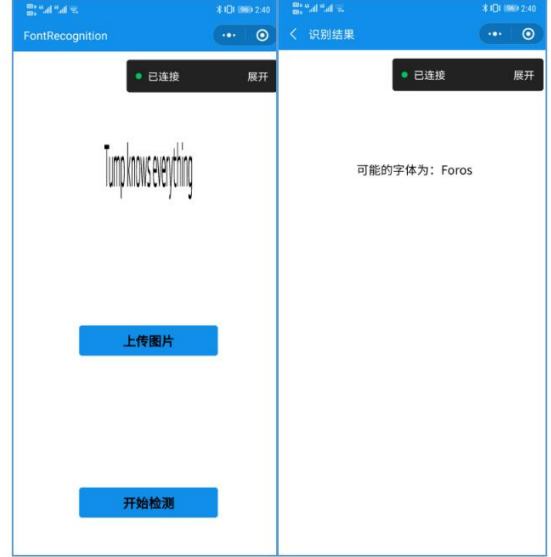 2:40
FontRecognition
已连接 展开
Tump knows everything
上传图片
开始检测
2:40
识别结果
已连接 展开
可能的字体为：Foros